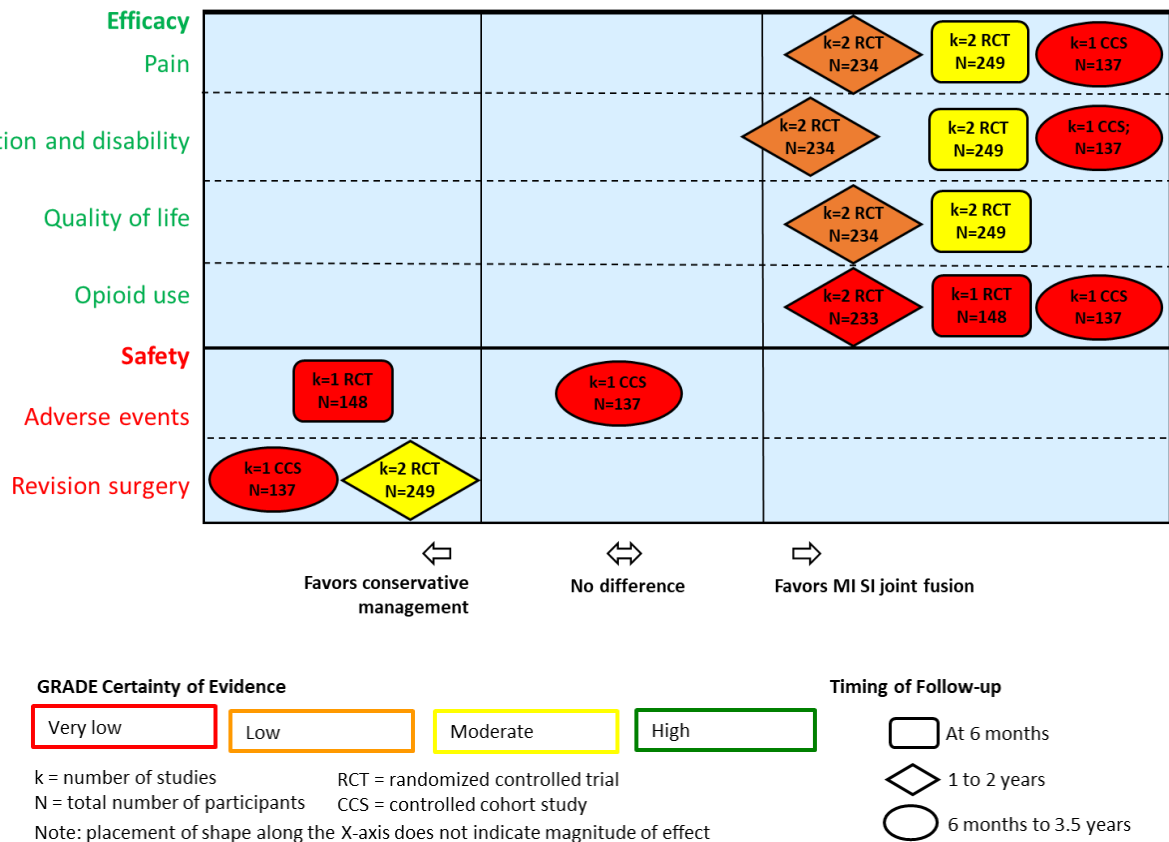 Efficacy
Pain
k=2 RCT
N=234
k=2 RCT
N=249
k=1 CCS
N=137
tion and disability
k=2 RCT
N=234
k=2 RCT
N=249
k=1 CCS;
N=137
Quality of life
k=2 RCT
N=234
k=2 RCT
N=249
Opioid use
k=2 RCT
N=233
k=1 RCT
N=148
k=1 CCS
N=137
Safety
Adverse events
k=1 RCT
N=148
k=1 CCS
N=137
Revision surgery
k=1 CCS
N=137
k=2 RCT
N=249
Favors conservative
management
No difference
Favors MI SI joint fusion
GRADE Certainty of Evidence
Very low
Low
Moderate
High
k = number of studies
N = total number of participants
RCT = randomized controlled trial
CCS = controlled cohort study
Note: placement of shape along the X-axis does not indicate magnitude of effect
Timing of Follow-up
At 6 months
1 to 2 years
6 months to 3.5 years